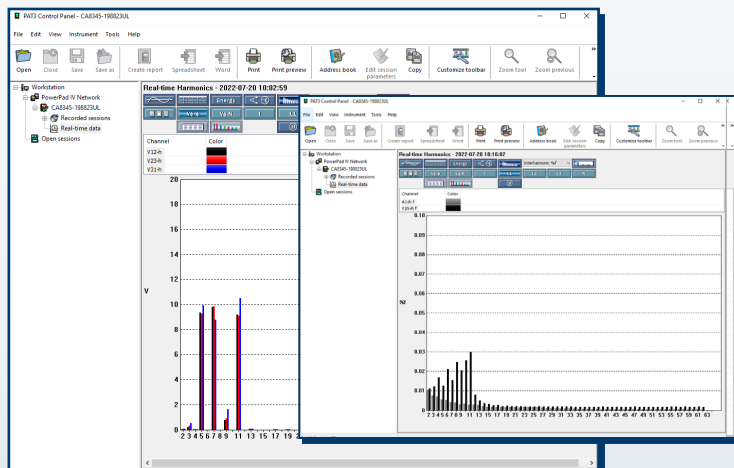 PAT3 Control Panel - CA8345-198823UL
File Edit View Instrument Tools Help
Open Close Save Save as Create report Spreadsheet Word Print Print preview Address book Edit session parameters Copy Customize toolbar Zoom tool Zoom previous
Workstation
PowerPad IV Network
CA8345-198823UL
Recorded sessions
Real-time data
Open sessions
Real-time Harmonics - 2022-07-20 10:02:59
Energy
Channel Color
V12-h
V23-h
V31-h
20
18
16
14
12
V
10
8
6
4
2
0
2 3 4 5 6 7 8 9 11 13 15 17 19 2
PAT3 Control Panel - CA8345-198823UL
File Edit View Instrument Tools Help
Open Close Save Save as Create report Spreadsheet Word Print Print preview Address book Edit session parameters Copy Customize toolbar Zoom tool Zoom previous
Workstation
PowerPad IV Network
CA8345-198823UL
Recorded sessions
Real-time data
Open sessions
Real-time Harmonics - 2022-07-20 10:16:02
Energy
Interharmonic %f
Channel Color
0.10
0.09
0.08
0.07
0.06
%f
0.05
0.04
0.03
0.02
0.01
0
2 3 4 5 6 7 8 9 11 13 15 17 19 21 23 25 27 29 31 33 35 37 39 41 43 45 47 49 51 53 55 57 59 61 63